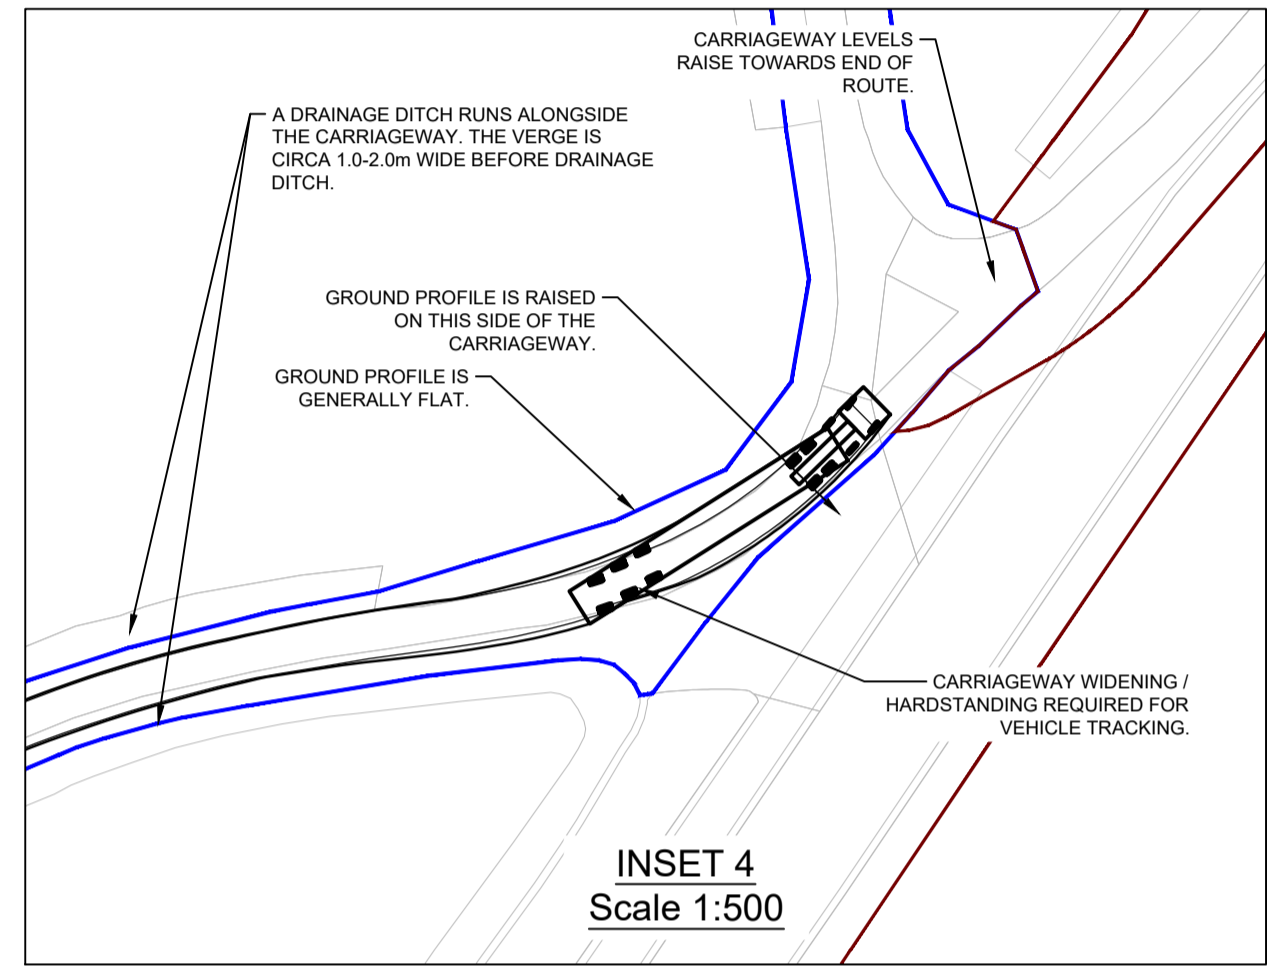 CARRIAGEWAY LEVELS
RAISE TOWARDS END OF
ROUTE.
A DRAINAGE DITCH RUNS ALONGSIDE
THE CARRIAGEWAY. THE VERGE IS
CIRCA 1.0-2.0m WIDE BEFORE DRAINAGE
DITCH.
GROUND PROFILE IS RAISED
ON THIS SIDE OF THE
CARRIAGEWAY.
GROUND PROFILE IS
GENERALLY FLAT.
CARRIAGEWAY WIDENING /
HARDSTANDING REQUIRED FOR
VEHICLE TRACKING.
INSET 4
Scale 1:500